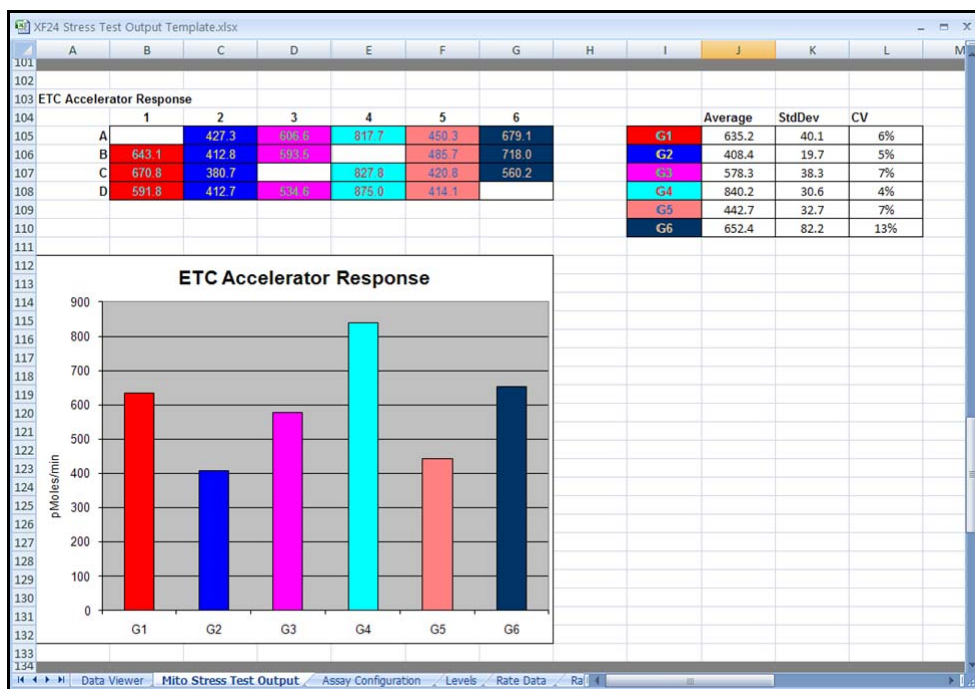 XF24 Stress Test Output Template.xlsx
A B C D E F G H I J K L M
101
102
103 ETC Accelerator Response
104 1 2 3 4 5 6 Average StdDev CV
105 A 427.3 606.6 817.7 450.3 679.1 G1 635.2 40.1 6%
106 B 643.1 412.8 593.5 485.7 718.0 G2 408.4 19.7 5%
107 C 670.8 380.7 827.8 420.8 560.2 G3 578.3 38.3 7%
108 D 591.8 412.7 534.6 875.0 414.1 G4 840.2 30.6 4%
109 G5 442.7 32.7 7%
110 G6 652.4 82.2 13%
111
112
113
114
115
116
117
118
119
120
121
122
123
124
125
126
127
128
129
130
131
132
133
134
ETC Accelerator Response
900
800
700
600
500
400
300
200
100
0
pMoles/min
G1 G2 G3 G4 G5 G6
Data Viewer Mito Stress Test Output Assay Configuration Levels Rate Data Ra